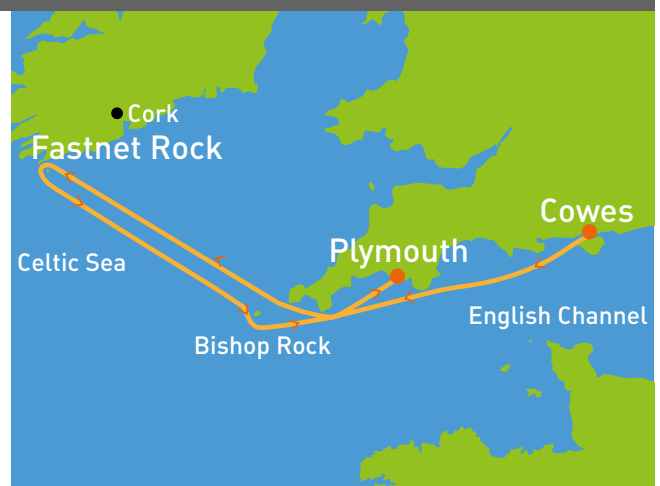 Cork
Fastnet Rock
Cowes
Plymouth
Celtic Sea
English Channel
Bishop Rock